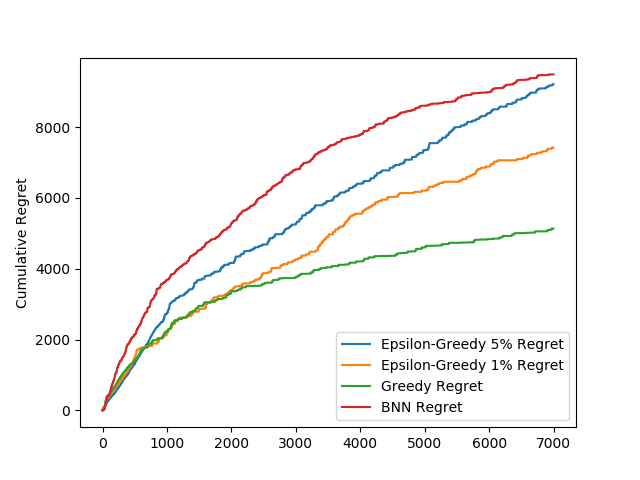 Cumulative Regret
8000
6000
4000
2000
0
0 1000 2000 3000 4000 5000 6000 7000
Epsilon-Greedy 5% Regret
Epsilon-Greedy 1% Regret
Greedy Regret
BNN Regret